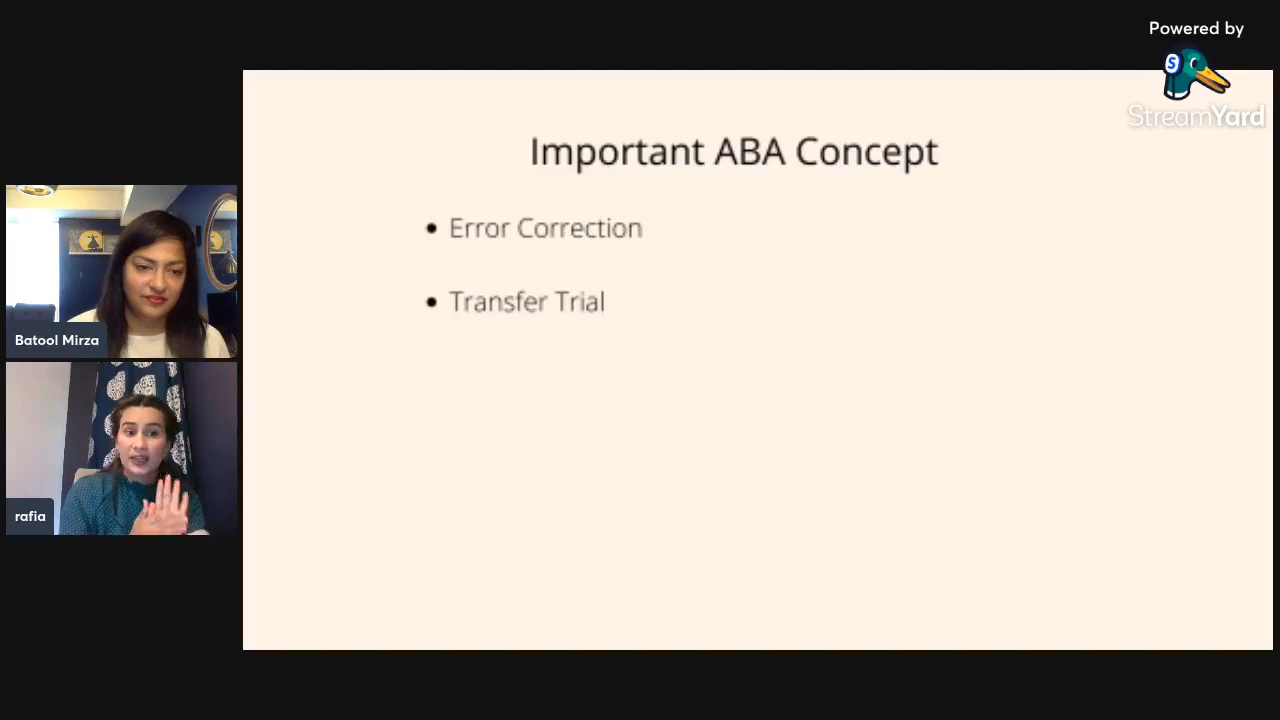 Powered by
S
StreamYard
Important ABA Concept
• Error Correction
• Transfer Trial
Batool Mirza
rafia